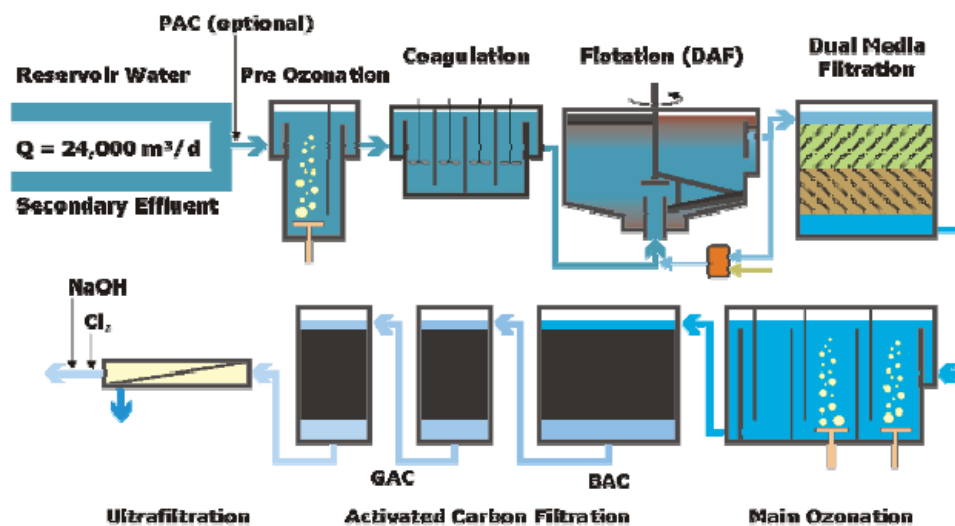 PAC (optional)
Reservoir Water
Pre Ozonation
Coagulation
Flotation (DAF)
Dual Media
Filtration
Q = 24,000 m³/d
Secondary Effluent
NaOH
Cl₂
GAC
BAC
Ultrafiltration
Activated Carbon Filtration
Main Ozonation